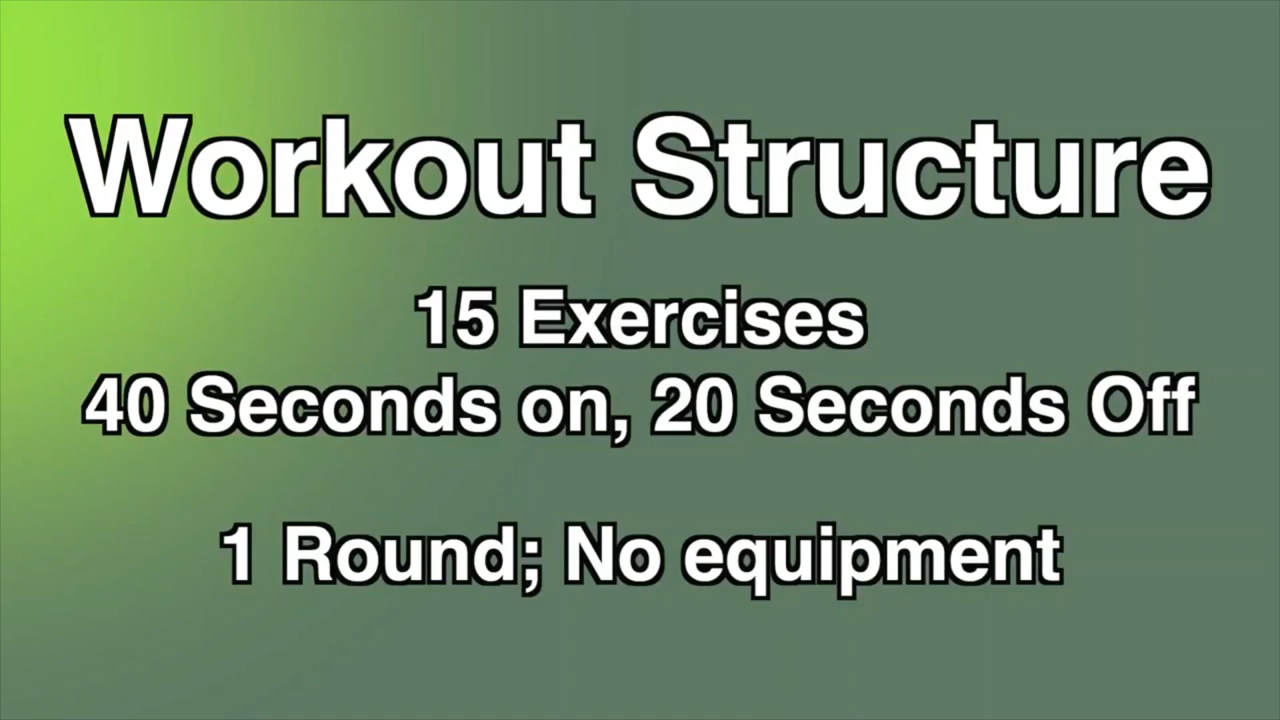 Workout Structure
15 Exercises
40 Seconds on, 20 Seconds Off
1 Round; No equipment